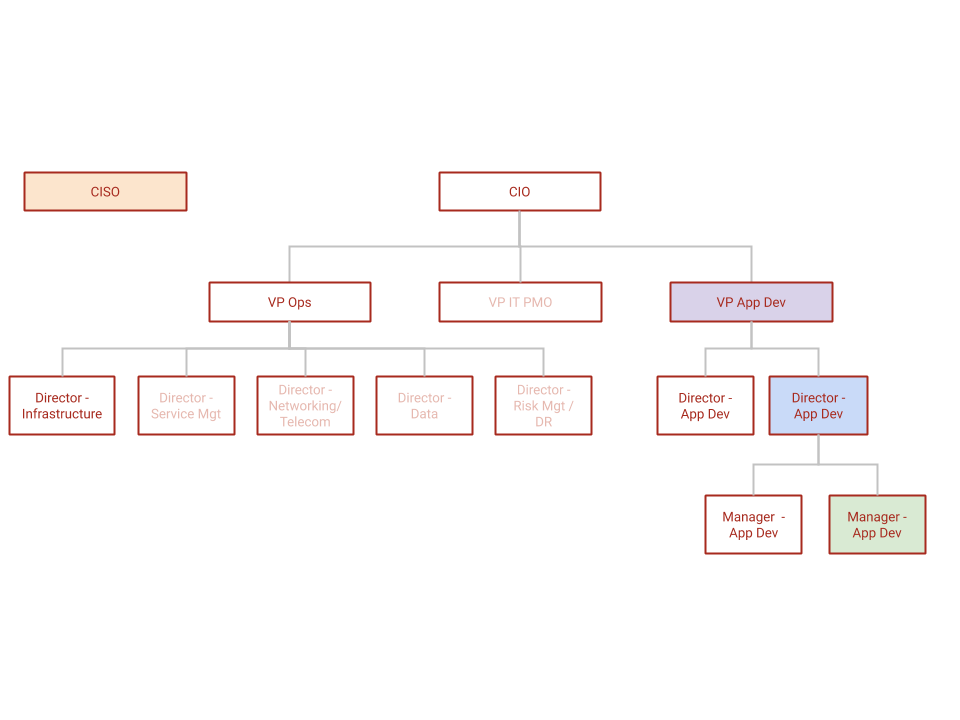 CISO
CIO
VP Ops
VP IT PMO
VP App Dev
Director -
Infrastructure
Director -
Service Mgt
Director -
Networking/
Telecom
Director -
Data
Director -
Risk Mgt /
DR
Director -
App Dev
Director -
App Dev
Manager  -
App Dev
Manager -
App Dev